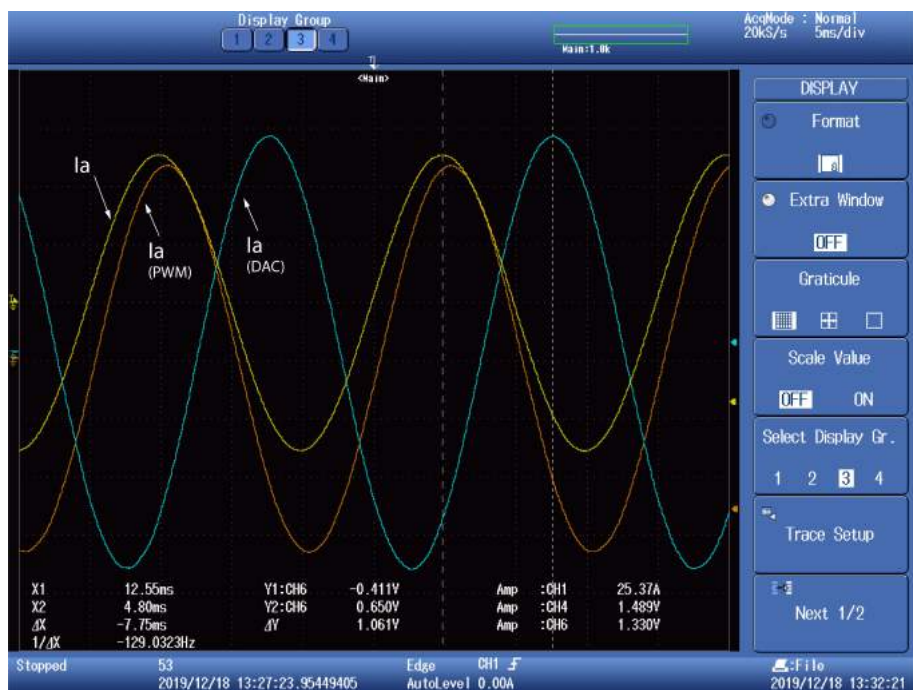 Display Group
1 2 3 4
AcqMode : Normal
20kS/s 5ms/div
Main:1.0k
<Main>
DISPLAY
Format
Extra Window
OFF
Graticule
Scale Value
OFF ON
Select Display Gr.
1 2 3 4
Trace Setup
Next 1/2
Ia
Ia
(PWM)
Ia
(DAC)
X1 12.55ms Y1:CH6 -0.411V Amp :CH1 25.37A
X2 4.80ms Y2:CH6 0.650V Amp :CH4 1.489V
ΔX -7.75ms ΔY 1.061V Amp :CH6 1.330V
1/ΔX -129.0323Hz
Stopped 53 Edge CH1 :File
2019/12/18 13:27:23.95449405 AutoLevel 0.00A 2019/12/18 13:32:21